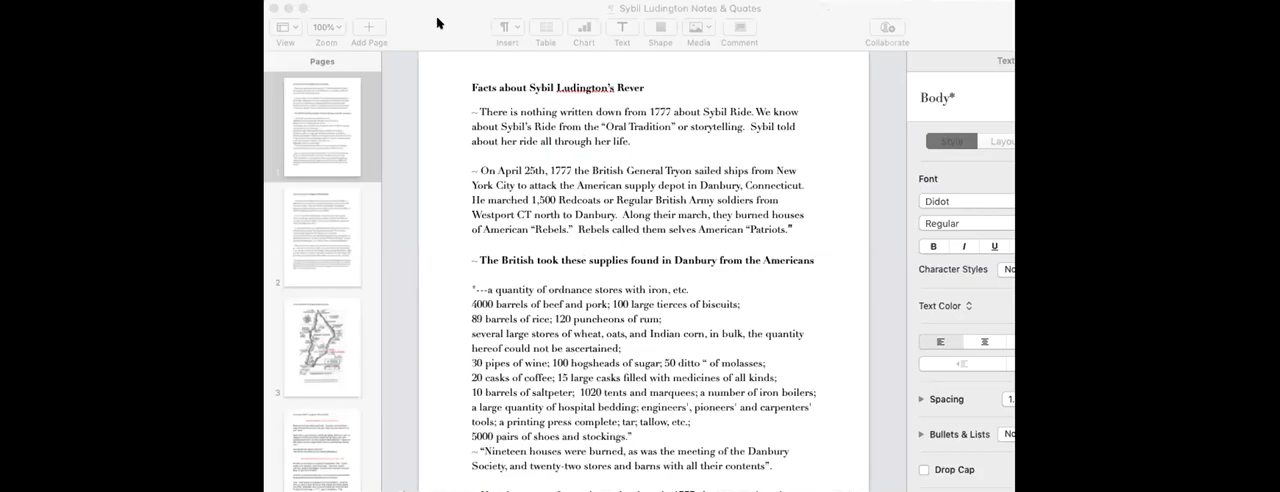 Sybil Ludington Notes & Quotes
100%
View Zoom Add Page Insert Table Chart Text Shape Media Comment Collaborate
Pages
1
2
3
Facts about Sybil Ludington's Rever
~ There is nothing written down from 1777 about Sybil Ride. We know
about Sybil's Ride from the “Oral Tradition” or storytelling. Sybil told
about her ride all through her life.
~ On April 25th, 1777 the British General Tryon sailed ships from New
York City to attack the American supply depot in Danbury, Connecticut.
He marched 1,500 Redcoats or Regular British Army soldiers from
Westport CT north to Danbury. Along their march, they burned houses
of American “Rebels.” Rebels called them selves American “Patriots.”
~ The British took these supplies found in Danbury from the Americans
"---a quantity of ordnance stores with iron, etc.
4000 barrels of beef and pork; 100 large tierces of biscuits;
89 barrels of rice; 120 puncheons of rum;
several large stores of wheat, oats, and Indian corn, in bulk, the quantity
hereof could not be ascertained;
30 pipes of wine; 100 hogsheads of sugar; 50 ditto “ of molasses;
20 casks of coffee; 15 large casks filled with medicines of all kinds;
10 barrels of saltpeter; 1020 tents and marquees; a number of iron boilers;
a large quantity of hospital bedding; engineers', pioneers' and carpenters'
tools; a printing press complete; tar; tallow, etc.;
5000 pairs of shoes and stockings.”
~ “Nineteen houses were burned, as was the meeting of the Danbury
Society, and twenty-two stores and barns with all their contents”.
Text
Body*
Style Layou
Font
Didot
Regular
B I U
Character Styles No
Text Color
Spacing 1.
Bullets & Lists No
Drop Cap